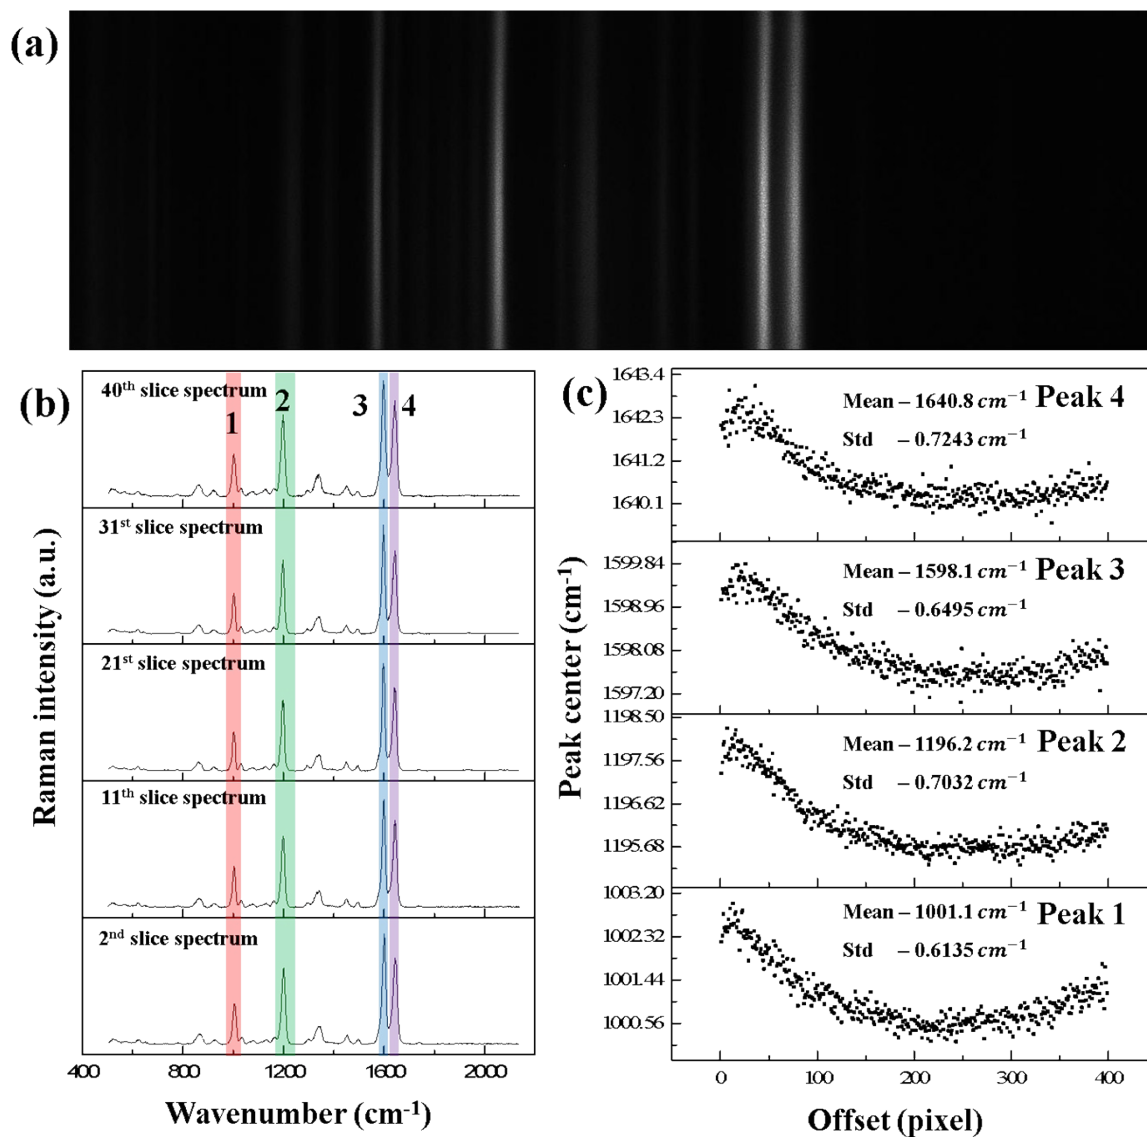 (a)
(b)
40th slice spectrum
1
2
3
4
31st slice spectrum
21st slice spectrum
11th slice spectrum
2nd slice spectrum
Raman intensity (a.u.)
400 800 1200 1600 2000
Wavenumber (cm-1)
(c)
1643.4
1642.3
1641.2
1640.1
Mean – 1640.8 cm−1 Peak 4
Std – 0.7243 cm−1
1599.84
1598.96
1598.08
1597.20
Mean – 1598.1 cm−1 Peak 3
Std – 0.6495 cm−1
1198.50
1197.56
1196.62
1195.68
Mean – 1196.2 cm−1 Peak 2
Std – 0.7032 cm−1
1003.20
1002.32
1001.44
1000.56
Mean – 1001.1 cm−1 Peak 1
Std – 0.6135 cm−1
Peak center (cm-1)
0 100 200 300 400
Offset (pixel)